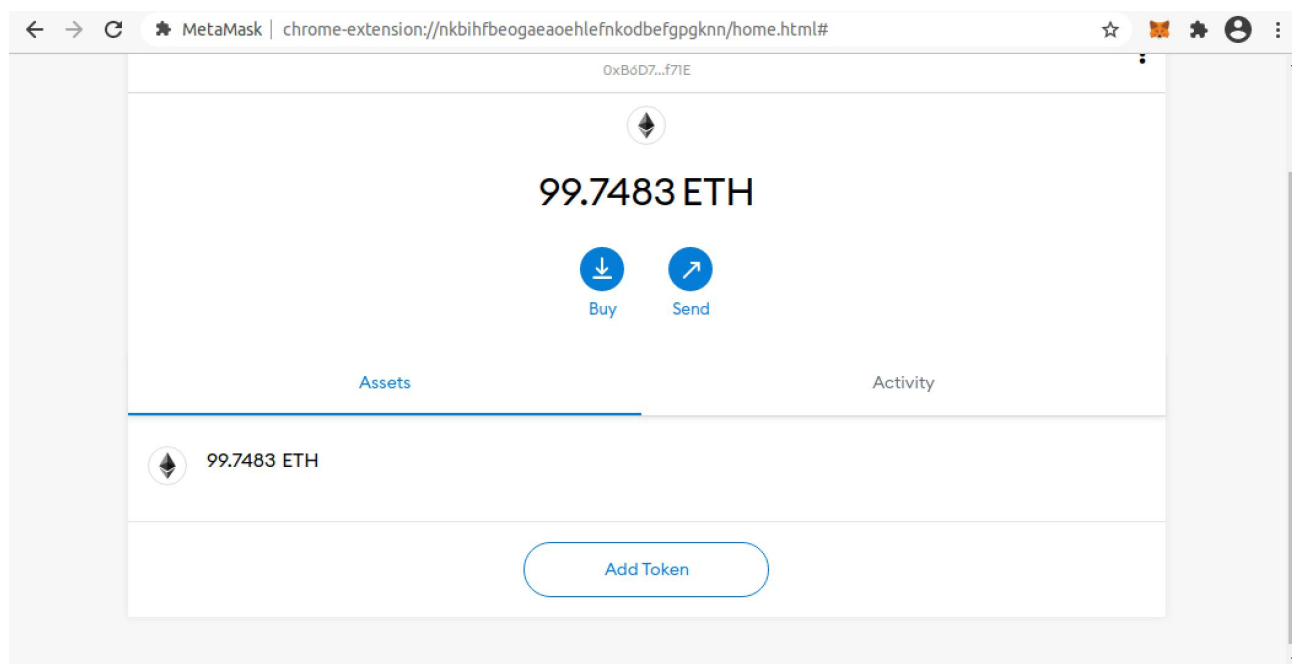 MetaMask | chrome-extension://nkbihfbeogaeaoehlefnkodbefgpgknn/home.html#
0xB6D7...f71E
99.7483 ETH
Buy Send
Assets Activity
99.7483 ETH
Add Token